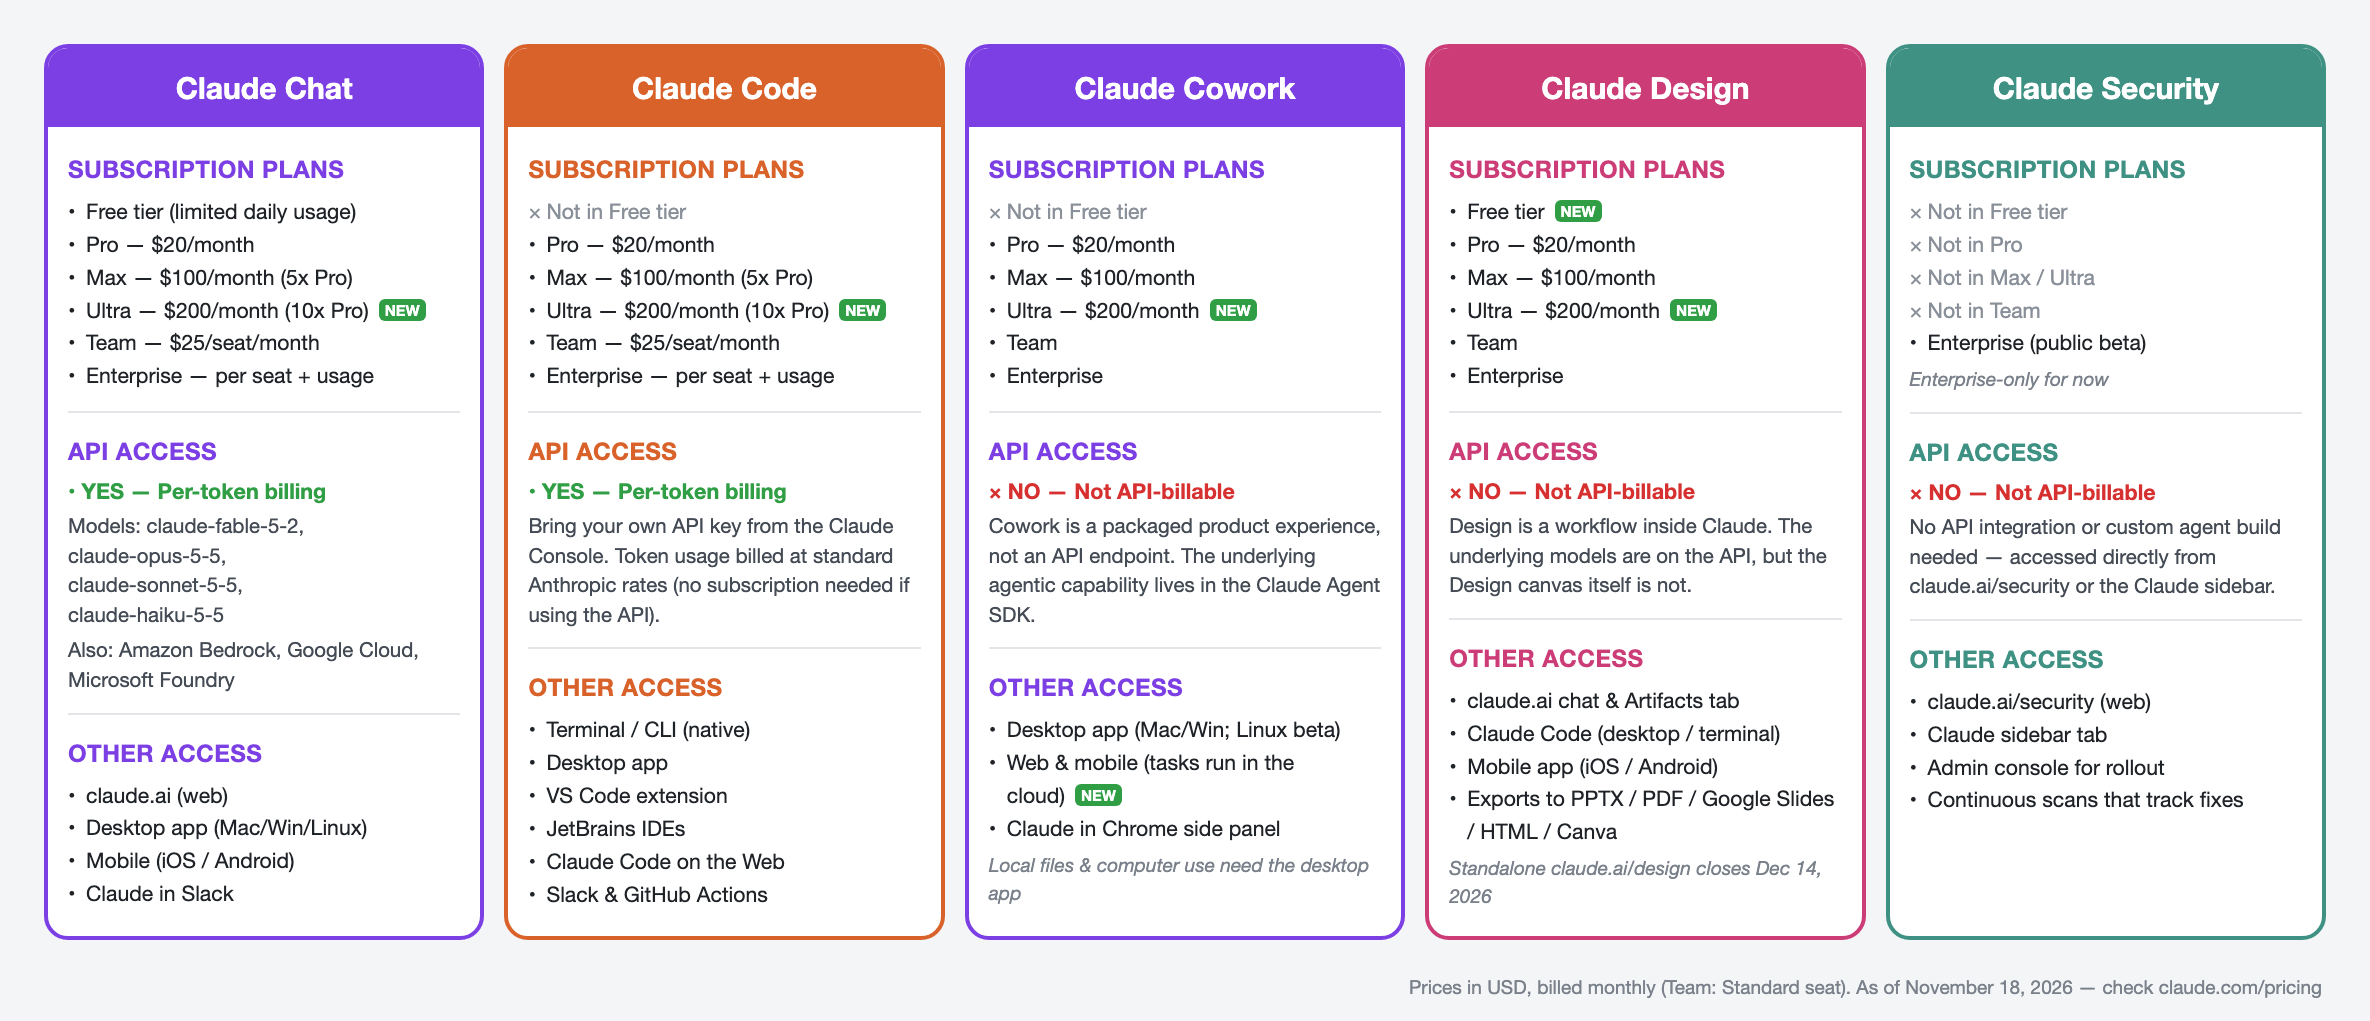 Claude Chat
SUBSCRIPTION PLANS
• Free tier (limited daily usage)
• Pro — $20/month
• Max — $100/month (5x Pro)
• Ultra — $200/month (10x Pro) NEW
• Team — $25/seat/month
• Enterprise — per seat + usage
API ACCESS
• YES — Per-token billing
Models: claude-fable-5-2,
claude-opus-5-5,
claude-sonnet-5-5,
claude-haiku-5-5
Also: Amazon Bedrock, Google Cloud,
Microsoft Foundry
OTHER ACCESS
• claude.ai (web)
• Desktop app (Mac/Win/Linux)
• Mobile (iOS / Android)
• Claude in Slack
Claude Code
SUBSCRIPTION PLANS
× Not in Free tier
• Pro — $20/month
• Max — $100/month (5x Pro)
• Ultra — $200/month (10x Pro) NEW
• Team — $25/seat/month
• Enterprise — per seat + usage
API ACCESS
• YES — Per-token billing
Bring your own API key from the Claude
Console. Token usage billed at standard
Anthropic rates (no subscription needed if
using the API).
OTHER ACCESS
• Terminal / CLI (native)
• Desktop app
• VS Code extension
• JetBrains IDEs
• Claude Code on the Web
• Slack & GitHub Actions
Claude Cowork
SUBSCRIPTION PLANS
× Not in Free tier
• Pro — $20/month
• Max — $100/month
• Ultra — $200/month NEW
• Team
• Enterprise
API ACCESS
× NO — Not API-billable
Cowork is a packaged product experience,
not an API endpoint. The underlying
agentic capability lives in the Claude Agent
SDK.
OTHER ACCESS
• Desktop app (Mac/Win; Linux beta)
• Web & mobile (tasks run in the
cloud) NEW
• Claude in Chrome side panel
Local files & computer use need the desktop
app
Claude Design
SUBSCRIPTION PLANS
• Free tier NEW
• Pro — $20/month
• Max — $100/month
• Ultra — $200/month NEW
• Team
• Enterprise
API ACCESS
× NO — Not API-billable
Design is a workflow inside Claude. The
underlying models are on the API, but the
Design canvas itself is not.
OTHER ACCESS
• claude.ai chat & Artifacts tab
• Claude Code (desktop / terminal)
• Mobile app (iOS / Android)
• Exports to PPTX / PDF / Google Slides
/ HTML / Canva
Standalone claude.ai/design closes Dec 14,
2026
Claude Security
SUBSCRIPTION PLANS
× Not in Free tier
× Not in Pro
× Not in Max / Ultra
× Not in Team
• Enterprise (public beta)
Enterprise-only for now
API ACCESS
× NO — Not API-billable
No API integration or custom agent build
needed — accessed directly from
claude.ai/security or the Claude sidebar.
OTHER ACCESS
• claude.ai/security (web)
• Claude sidebar tab
• Admin console for rollout
• Continuous scans that track fixes
Prices in USD, billed monthly (Team: Standard seat). As of November 18, 2026 — check claude.com/pricing